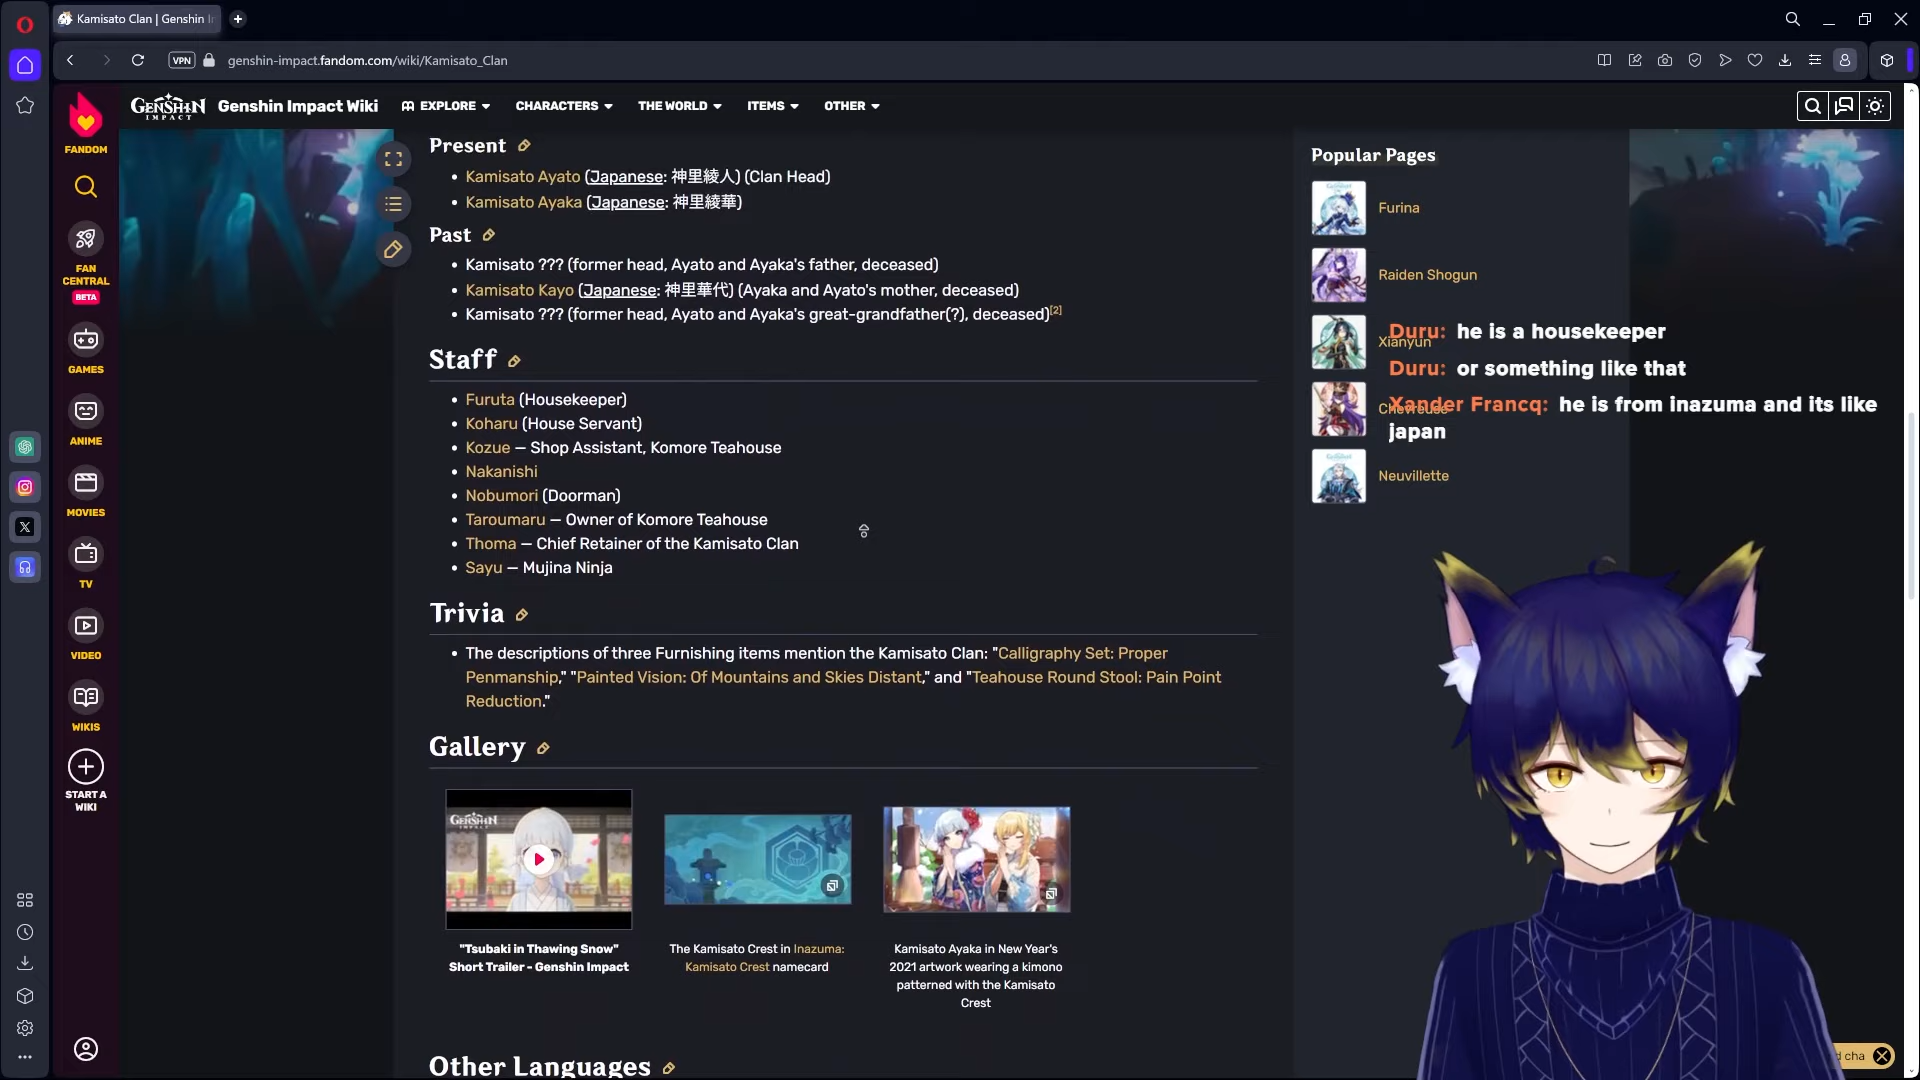 Kamisato Clan | Genshin I
VPN
genshin-impact.fandom.com/wiki/Kamisato_Clan
GENSHIN
IMPACT
Genshin Impact Wiki
EXPLORE
CHARACTERS
THE WORLD
ITEMS
OTHER
FANDOM
FAN
CENTRAL
BETA
GAMES
ANIME
MOVIES
TV
VIDEO
WIKIS
START A
WIKI
Present
• Kamisato Ayato (Japanese: 神里綾人) (Clan Head)
• Kamisato Ayaka (Japanese: 神里綾華)
Past
• Kamisato ??? (former head, Ayato and Ayaka's father, deceased)
• Kamisato Kayo (Japanese: 神里華代) (Ayaka and Ayato's mother, deceased)
• Kamisato ??? (former head, Ayato and Ayaka's great-grandfather(?), deceased)[2]
Staff
• Furuta (Housekeeper)
• Koharu (House Servant)
• Kozue — Shop Assistant, Komore Teahouse
• Nakanishi
• Nobumori (Doorman)
• Taroumaru — Owner of Komore Teahouse
• Thoma — Chief Retainer of the Kamisato Clan
• Sayu — Mujina Ninja
Trivia
• The descriptions of three Furnishing items mention the Kamisato Clan: "Calligraphy Set: Proper
Penmanship," "Painted Vision: Of Mountains and Skies Distant," and "Teahouse Round Stool: Pain Point
Reduction."
Gallery
GENSHIN
"Tsubaki in Thawing Snow"
Short Trailer - Genshin Impact
The Kamisato Crest in Inazuma:
Kamisato Crest namecard
Kamisato Ayaka in New Year's
2021 artwork wearing a kimono
patterned with the Kamisato
Crest
Other Languages
Popular Pages
Furina
Raiden Shogun
Xianyun
Chevreuse
Neuvillette
Duru: he is a housekeeper
Duru: or something like that
Xander Francq: he is from inazuma and its like
japan
d cha